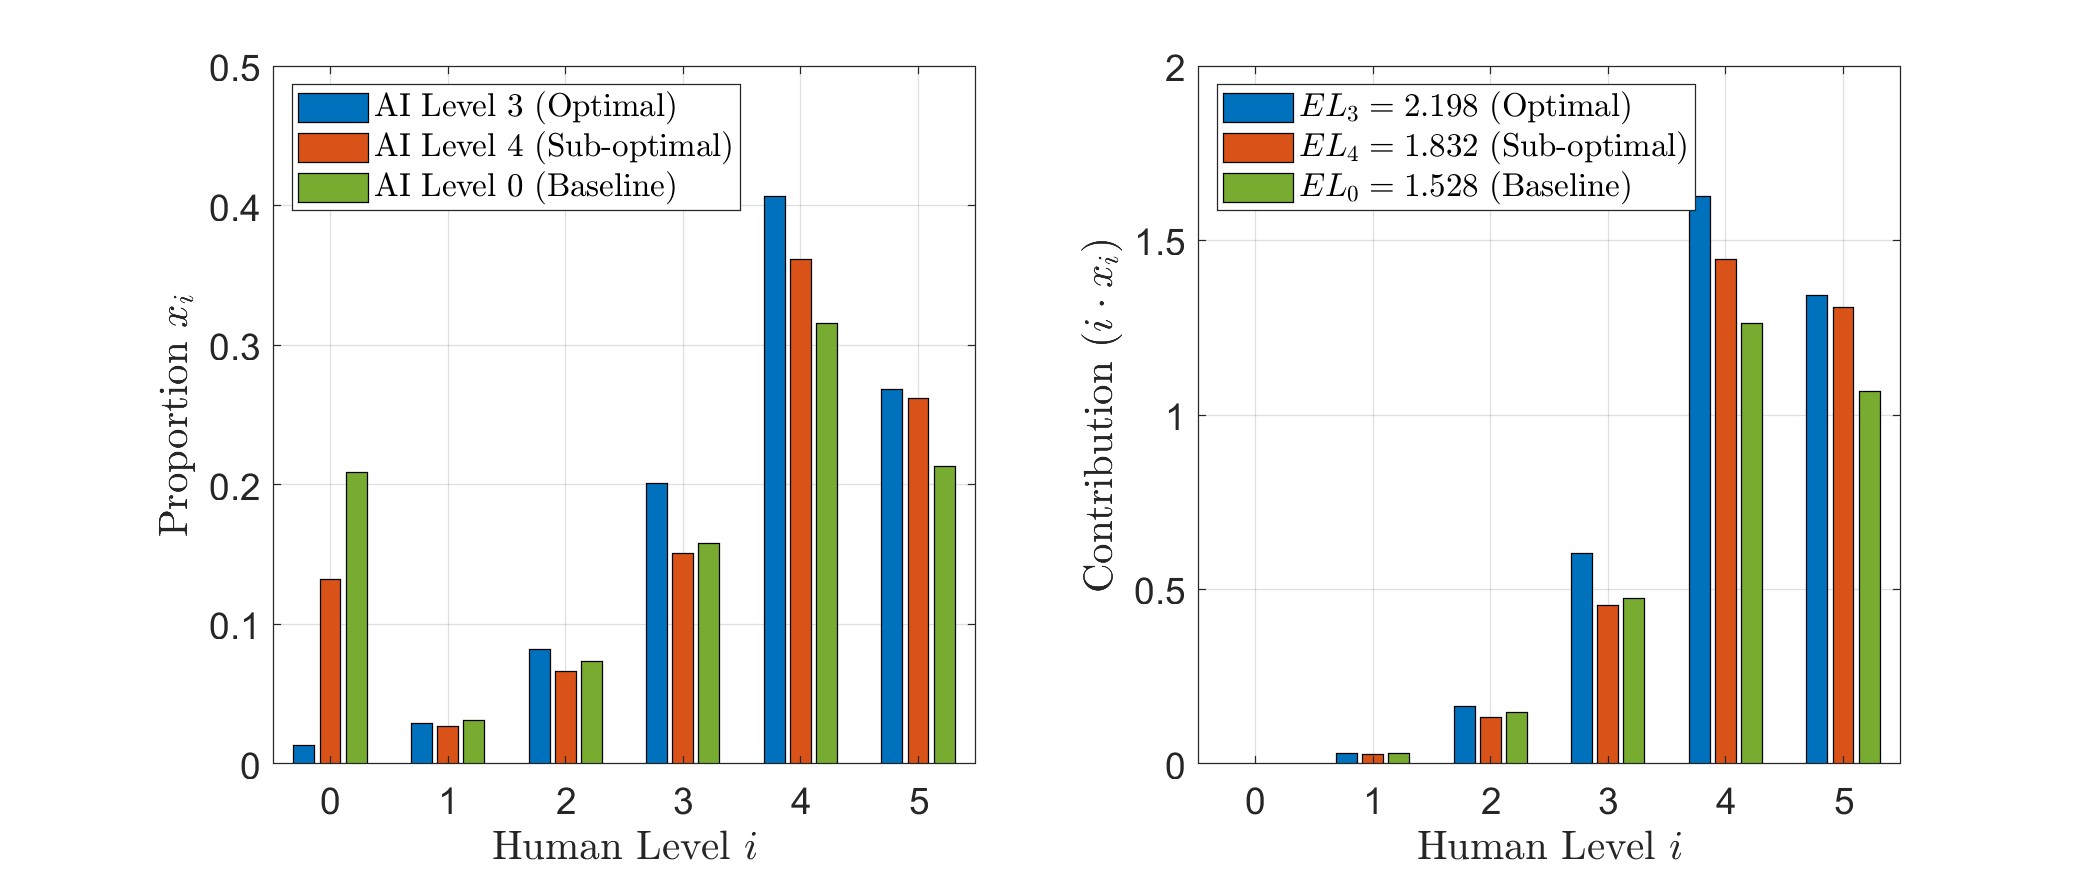 0.5
0.4
0.3
0.2
0.1
0
Proportion $x_i$
AI Level 3 (Optimal)
AI Level 4 (Sub-optimal)
AI Level 0 (Baseline)
0 1 2 3 4 5
Human Level $i$
2
1.5
1
0.5
0
Contribution ($i \cdot x_i$)
$EL_3$ = 2.198 (Optimal)
$EL_4$ = 1.832 (Sub-optimal)
$EL_0$ = 1.528 (Baseline)
0 1 2 3 4 5
Human Level $i$